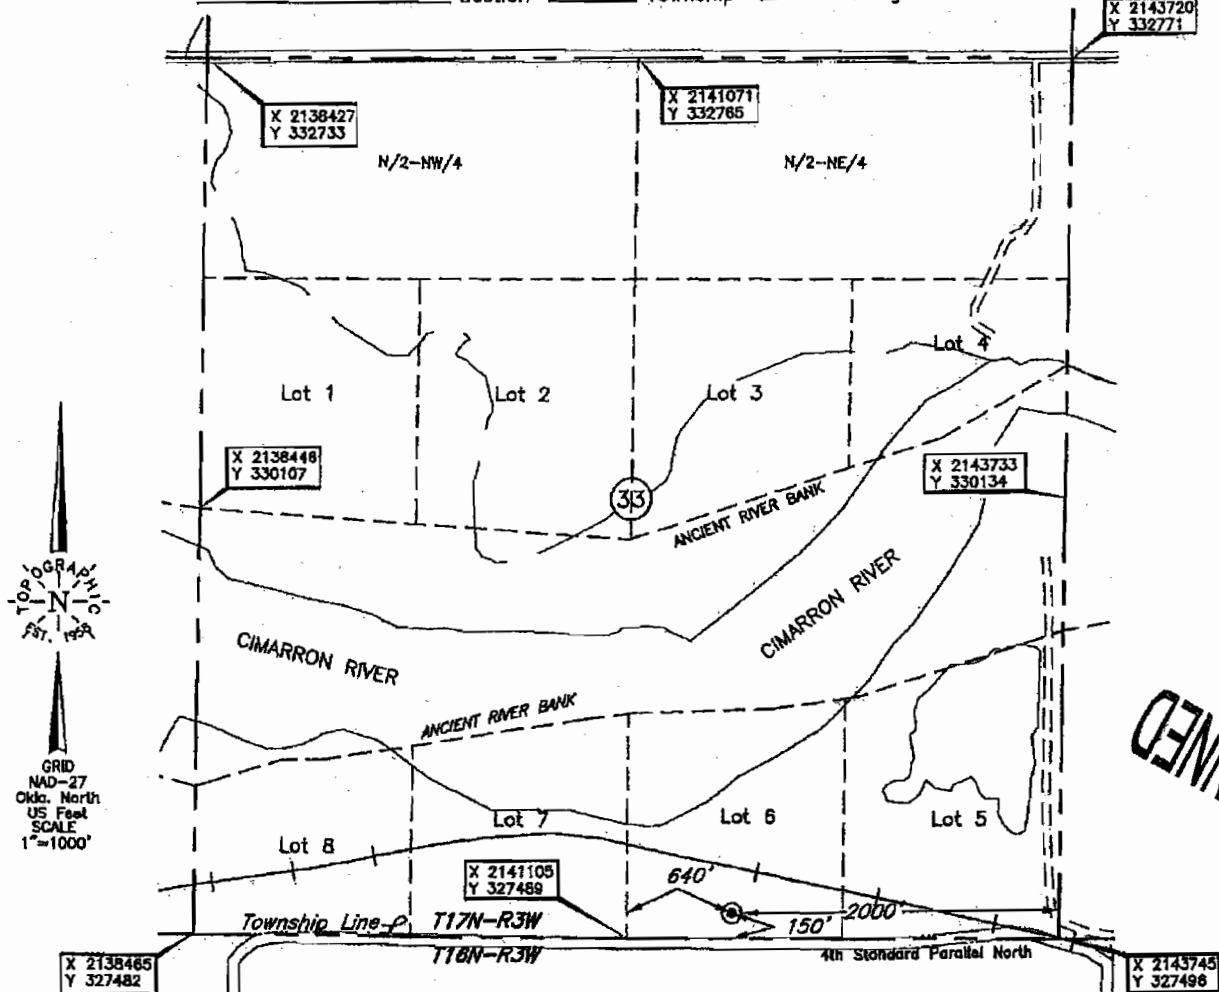 X 2143720
Y 332771
X 2138427
Y 332733
X 2141071
Y 332765
N/2-NW/4
N/2-NE/4
Lot 4
Lot 1
Lot 2
Lot 3
X 2138446
Y 330107
33
X 2143733
Y 330134
ANCIENT RIVER BANK
TOPOGRAPHIC
N
EST. 1958
CIMARRON RIVER
CIMARRON RIVER
ANCIENT RIVER BANK
GRID
NAD-27
Okla. North
US Feet
SCALE
1"=1000'
Lot 7
Lot 6
Lot 5
Lot 8
X 2141105
Y 327489
640'
2000'
150'
Township Line
T17N-R3W
T16N-R3W
4th Standard Parallel North
X 2138465
Y 327482
X 2143745
Y 327496